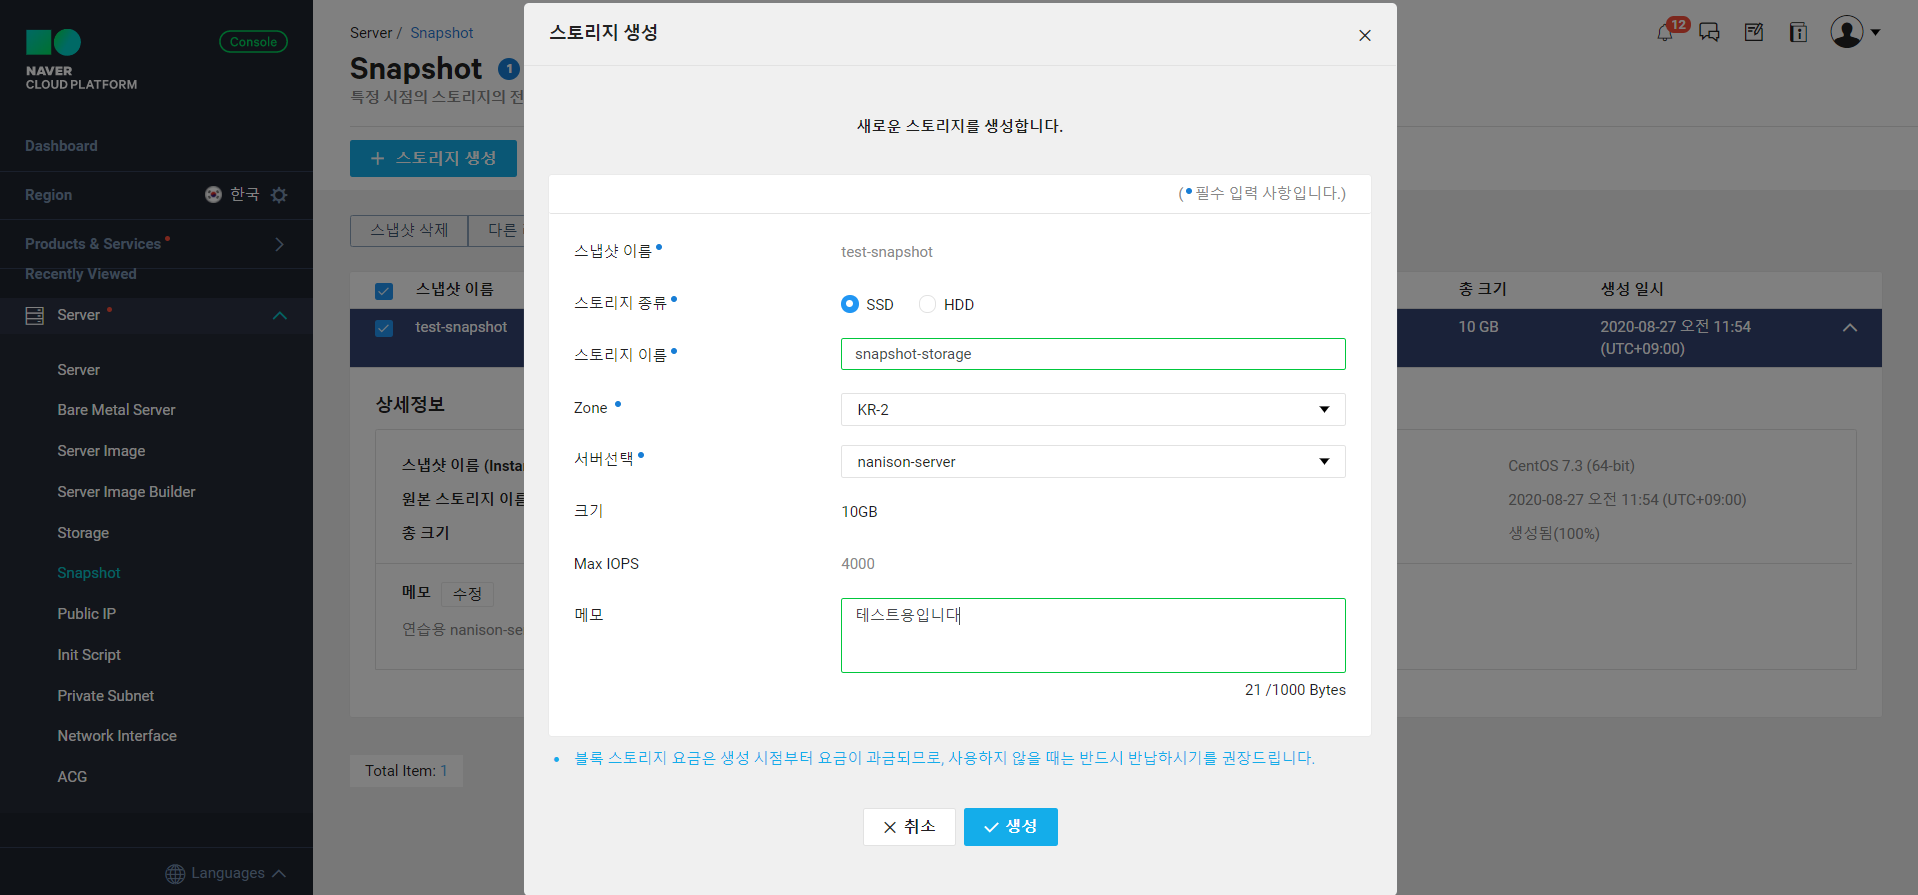 NAVER
CLOUD PLATFORM
Console
Dashboard
Region 한국
Products & Services
Recently Viewed
Server
Server
Bare Metal Server
Server Image
Server Image Builder
Storage
Snapshot
Public IP
Init Script
Private Subnet
Network Interface
ACG
Languages
Server / Snapshot
Snapshot 1
특정 시점의 스토리지의 전
+ 스토리지 생성
스냅샷 삭제 다른
스냅샷 이름 총 크기 생성 일시
test-snapshot 10 GB 2020-08-27 오전 11:54
(UTC+09:00)
상세정보
스냅샷 이름 (Insta
원본 스토리지 이름
총 크기
CentOS 7.3 (64-bit)
2020-08-27 오전 11:54 (UTC+09:00)
생성됨(100%)
메모 수정
연습용 nanison-se
Total Item: 1
12
스토리지 생성
새로운 스토리지를 생성합니다.
(• 필수 입력 사항입니다.)
스냅샷 이름 • test-snapshot
스토리지 종류 • SSD HDD
스토리지 이름 • snapshot-storage
Zone • KR-2
서버선택 • nanison-server
크기 10GB
Max IOPS 4000
메모 테스트용입니다
21 /1000 Bytes
• 블록 스토리지 요금은 생성 시점부터 요금이 과금되므로, 사용하지 않을 때는 반드시 반납하시기를 권장드립니다.
취소 생성